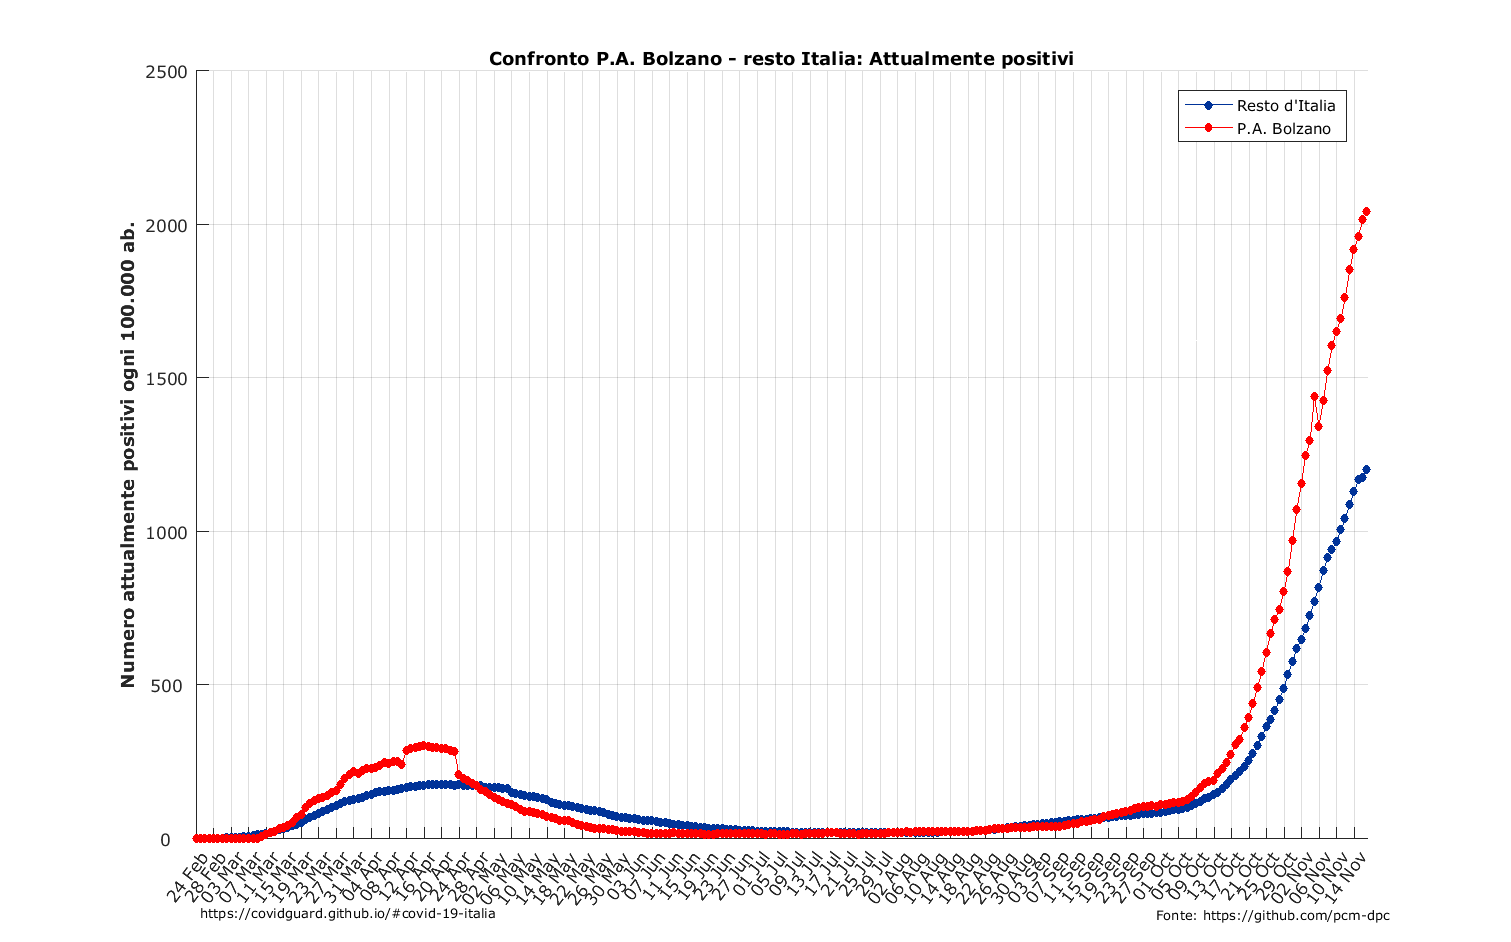 Confronto P.A. Bolzano - resto Italia: Attualmente positivi
Resto d'Italia
P.A. Bolzano
Numero attualmente positivi ogni 100.000 ab.
2500
2000
1500
1000
500
0
24 Feb
28 Feb
03 Mar
07 Mar
11 Mar
15 Mar
19 Mar
23 Mar
27 Mar
31 Mar
04 Apr
08 Apr
12 Apr
16 Apr
20 Apr
24 Apr
28 Apr
02 May
06 May
10 May
14 May
18 May
22 May
26 May
30 May
03 Jun
07 Jun
11 Jun
15 Jun
19 Jun
23 Jun
27 Jun
01 Jul
05 Jul
09 Jul
13 Jul
17 Jul
21 Jul
25 Jul
29 Jul
02 Aug
06 Aug
10 Aug
14 Aug
18 Aug
22 Aug
26 Aug
30 Aug
03 Sep
07 Sep
11 Sep
15 Sep
19 Sep
23 Sep
27 Sep
01 Oct
05 Oct
09 Oct
13 Oct
17 Oct
21 Oct
25 Oct
29 Oct
02 Nov
06 Nov
10 Nov
14 Nov
https://covidguard.github.io/#covid-19-italia
Fonte: https://github.com/pcm-dpc